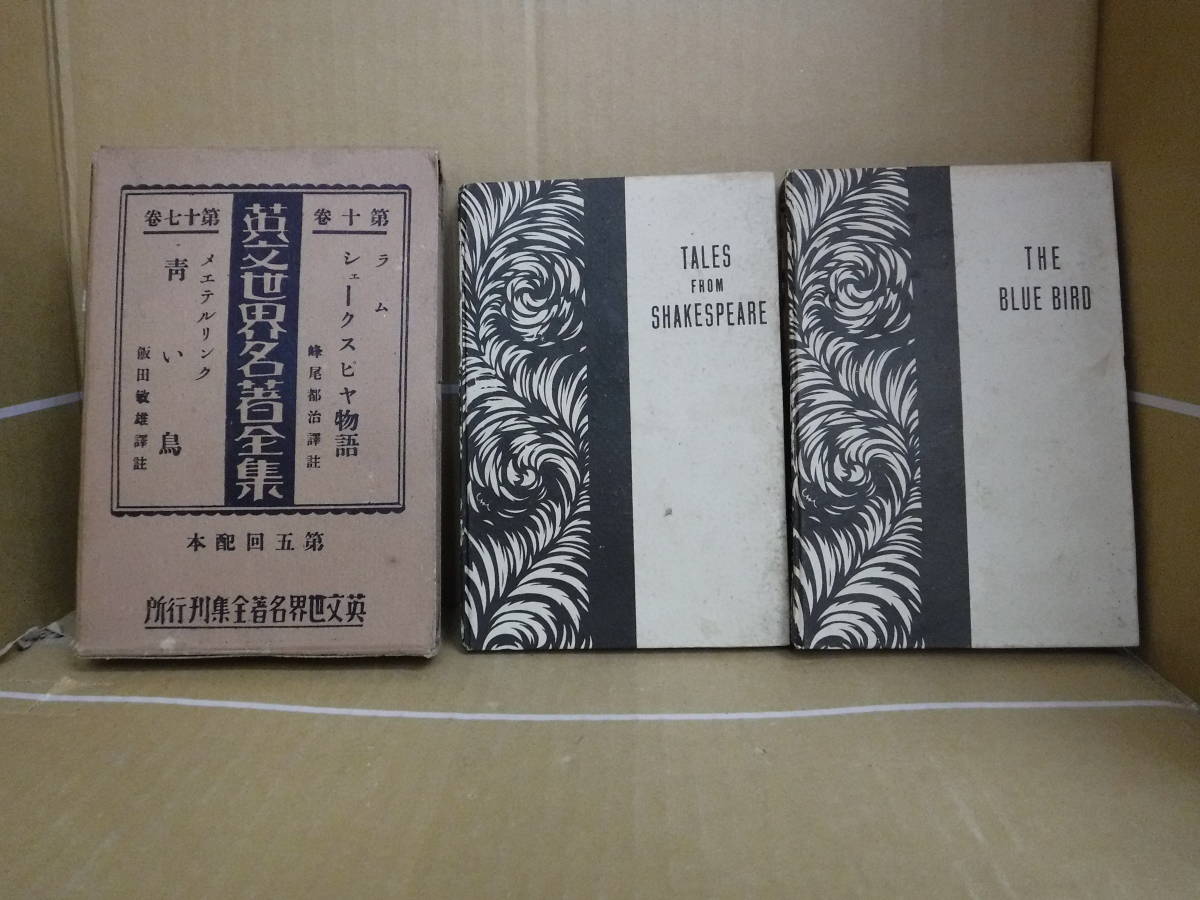 第十卷
ラム
シェークスピヤ物語
峰尾都治譯註
英文世界名著全集
第十七卷
メエテルリンク
靑い鳥
飯田敏雄譯註
第五回配本
英文世界名著全集刊行所
TALES
FROM
SHAKESPEARE
THE
BLUE BIRD